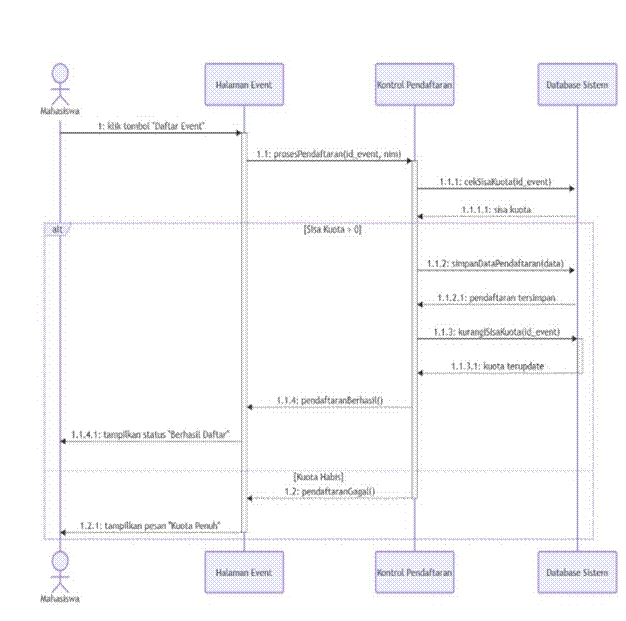 Mahasiswa
Halaman Event
Kontrol Pendaftaran
Database Sistem
1: klik tombol "Daftar Event"
1.1: prosesPendaftaran(id_event, nim)
1.1.1: cekSisaKuota(id_event)
1.1.1.1: sisa kuota
alt
[Sisa Kuota > 0]
1.1.2: simpanDataPendaftaran(data)
1.1.2.1: pendaftaran tersimpan
1.1.3: kurangiSisaKuota(id_event)
1.1.3.1: kuota terupdate
1.1.4: pendaftaranBerhasil()
1.1.4.1: tampilkan status "Berhasil Daftar"
[Kuota Habis]
1.2: pendaftaranGagal()
1.2.1: tampilkan pesan "Kuota Penuh"
Mahasiswa
Halaman Event
Kontrol Pendaftaran
Database Sistem